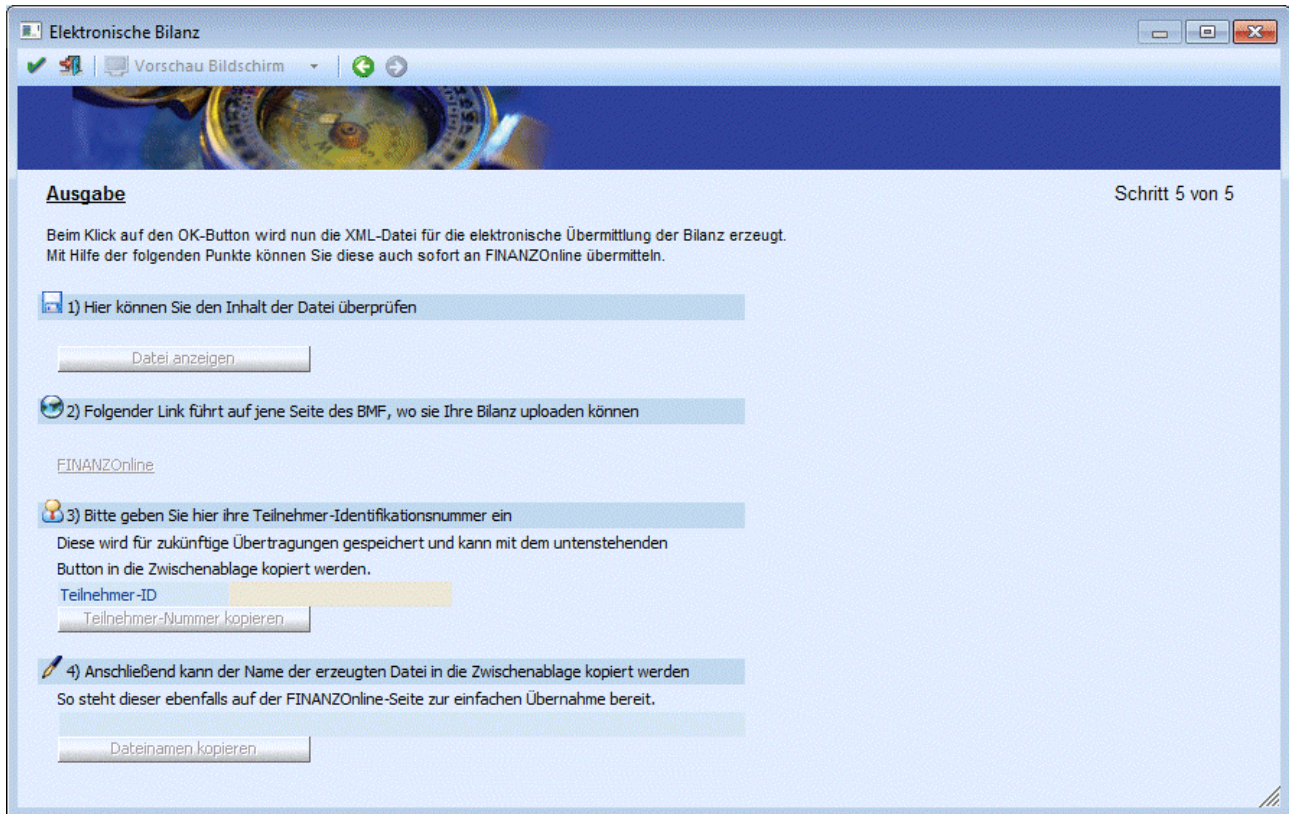 Elektronische Bilanz
Vorschau Bildschirm
Ausgabe
Schritt 5 von 5
Beim Klick auf den OK-Button wird nun die XML-Datei für die elektronische Übermittlung der Bilanz erzeugt.
Mit Hilfe der folgenden Punkte können Sie diese auch sofort an FINANZOnline übermitteln.
1) Hier können Sie den Inhalt der Datei überprüfen
Datei anzeigen
2) Folgender Link führt auf jene Seite des BMF, wo sie Ihre Bilanz uploaden können
FINANZOnline
3) Bitte geben Sie hier ihre Teilnehmer-Identifikationsnummer ein
Diese wird für zukünftige Übertragungen gespeichert und kann mit dem untenstehenden
Button in die Zwischenablage kopiert werden.
Teilnehmer-ID
Teilnehmer-Nummer kopieren
4) Anschließend kann der Name der erzeugten Datei in die Zwischenablage kopiert werden
So steht dieser ebenfalls auf der FINANZOnline-Seite zur einfachen Übernahme bereit.
Dateinamen kopieren